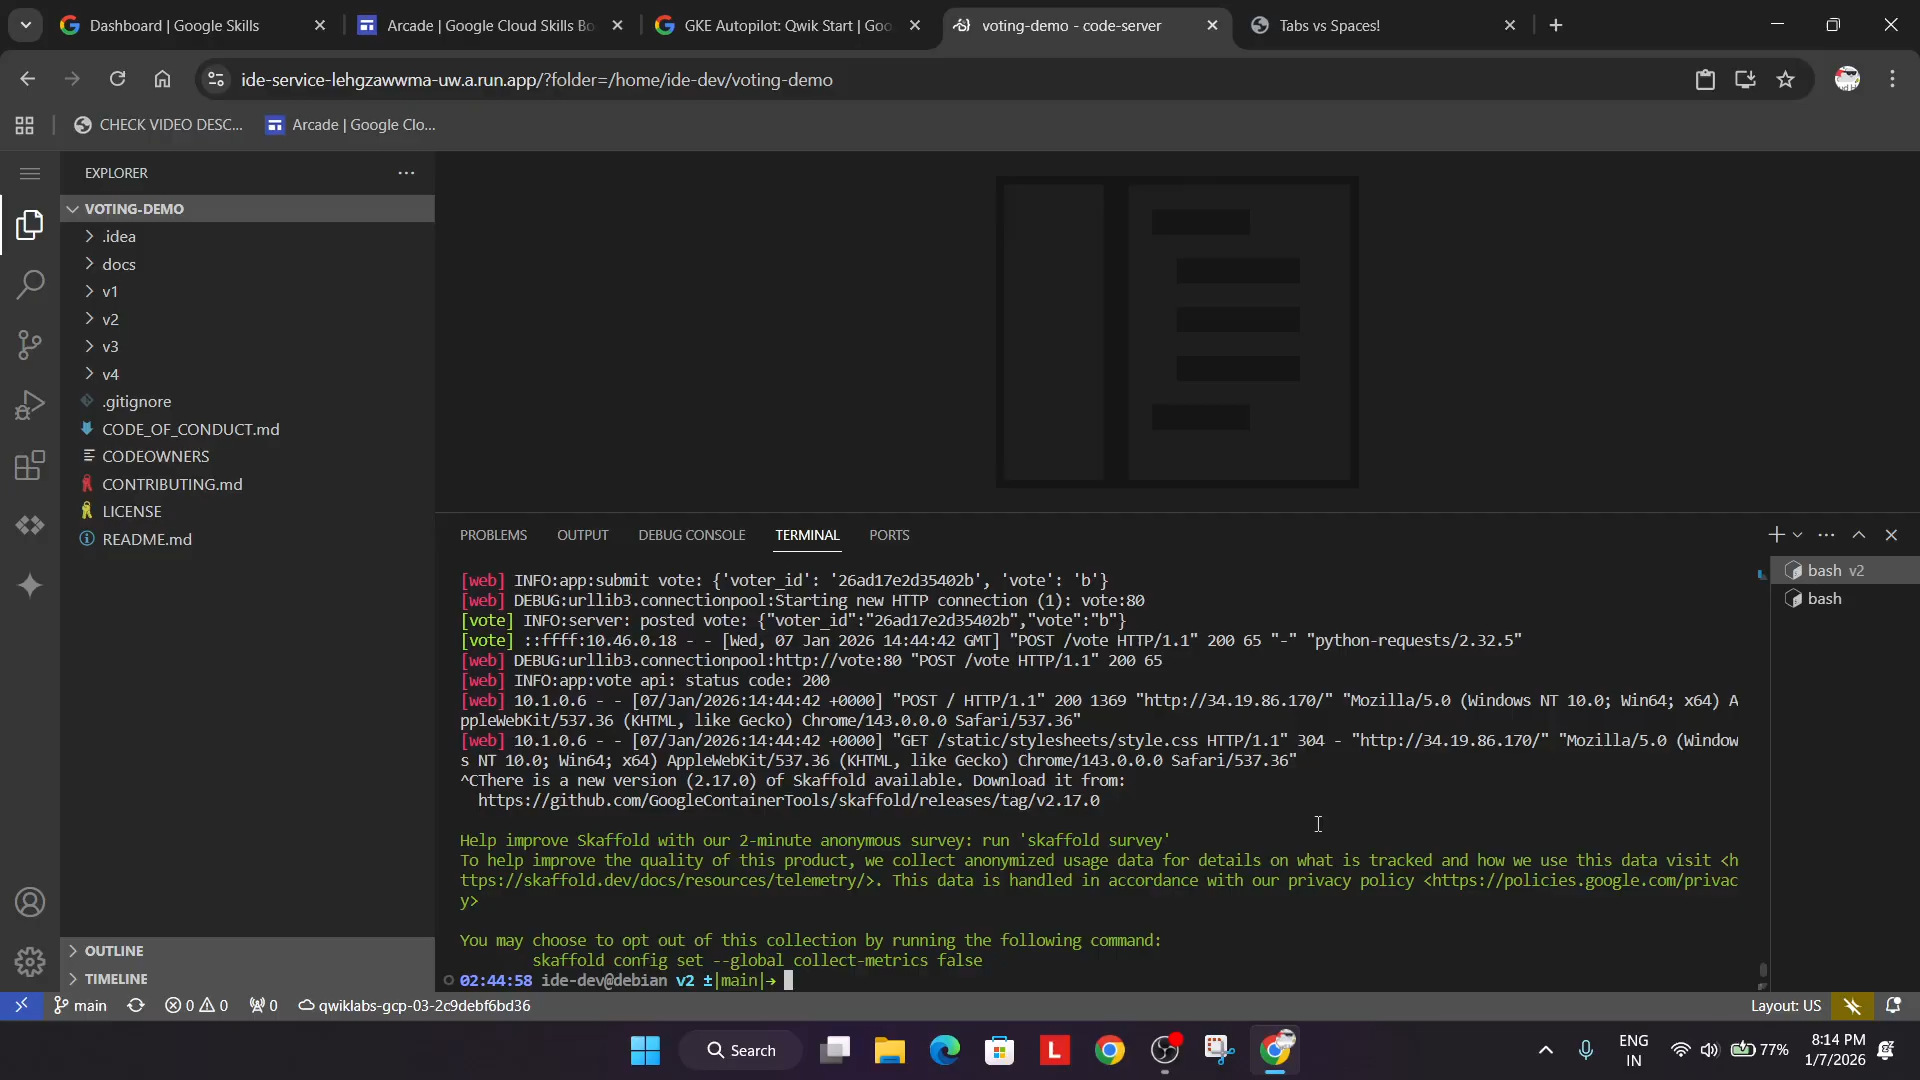 Dashboard | Google Skills
Arcade | Google Cloud Skills Bo
GKE Autopilot: Qwik Start | Goo
voting-demo - code-server
Tabs vs Spaces!
ide-service-lehgzawwma-uw.a.run.app/?folder=/home/ide-dev/voting-demo
CHECK VIDEO DESC...
Arcade | Google Clo...
EXPLORER
VOTING-DEMO
.idea
docs
v1
v2
v3
v4
.gitignore
CODE_OF_CONDUCT.md
CODEOWNERS
CONTRIBUTING.md
LICENSE
README.md
OUTLINE
TIMELINE
PROBLEMS OUTPUT DEBUG CONSOLE TERMINAL PORTS
bash v2
bash
[web] INFO:app:submit vote: {'voter_id': '26ad17e2d35402b', 'vote': 'b'}
[web] DEBUG:urllib3.connectionpool:Starting new HTTP connection (1): vote:80
[vote] INFO:server: posted vote: {"voter_id":"26ad17e2d35402b","vote":"b"}
[vote] ::ffff:10.46.0.18 - - [Wed, 07 Jan 2026 14:44:42 GMT] "POST /vote HTTP/1.1" 200 65 "-" "python-requests/2.32.5"
[web] DEBUG:urllib3.connectionpool:http://vote:80 "POST /vote HTTP/1.1" 200 65
[web] INFO:app:vote api: status code: 200
[web] 10.1.0.6 - - [07/Jan/2026:14:44:42 +0000] "POST / HTTP/1.1" 200 1369 "http://34.19.86.170/" "Mozilla/5.0 (Windows NT 10.0; Win64; x64) A
ppleWebKit/537.36 (KHTML, like Gecko) Chrome/143.0.0.0 Safari/537.36"
[web] 10.1.0.6 - - [07/Jan/2026:14:44:42 +0000] "GET /static/stylesheets/style.css HTTP/1.1" 304 - "http://34.19.86.170/" "Mozilla/5.0 (Window
s NT 10.0; Win64; x64) AppleWebKit/537.36 (KHTML, like Gecko) Chrome/143.0.0.0 Safari/537.36"
^CThere is a new version (2.17.0) of Skaffold available. Download it from:
https://github.com/GoogleContainerTools/skaffold/releases/tag/v2.17.0
Help improve Skaffold with our 2-minute anonymous survey: run 'skaffold survey'
To help improve the quality of this product, we collect anonymized usage data for details on what is tracked and how we use this data visit <h
ttps://skaffold.dev/docs/resources/telemetry/>. This data is handled in accordance with our privacy policy <https://policies.google.com/privac
y>
You may choose to opt out of this collection by running the following command:
skaffold config set --global collect-metrics false
02:44:58 ide-dev@debian v2 ±|main|→
main 0 0 0 qwiklabs-gcp-03-2c9debf6bd36 Layout: US
Search
ENG
IN
77%
8:14 PM
1/7/2026